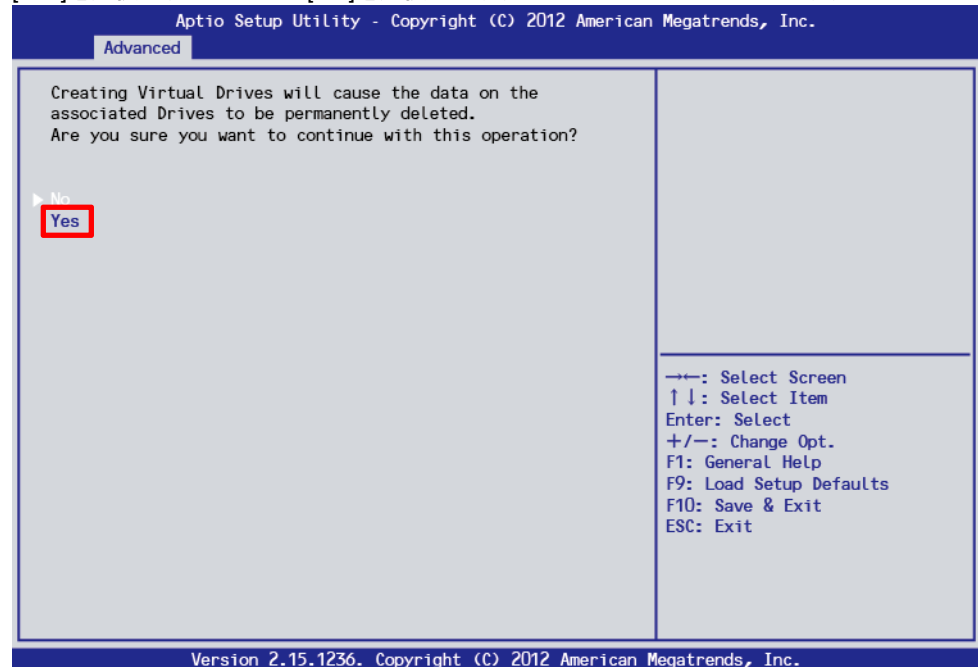 Aptio Setup Utility - Copyright (C) 2012 American Megatrends, Inc.
Advanced
Creating Virtual Drives will cause the data on the
associated Drives to be permanently deleted.
Are you sure you want to continue with this operation?
▶ No
Yes
→←: Select Screen
↑↓: Select Item
Enter: Select
+/-: Change Opt.
F1: General Help
F9: Load Setup Defaults
F10: Save & Exit
ESC: Exit
Version 2.15.1236. Copyright (C) 2012 American Megatrends, Inc.